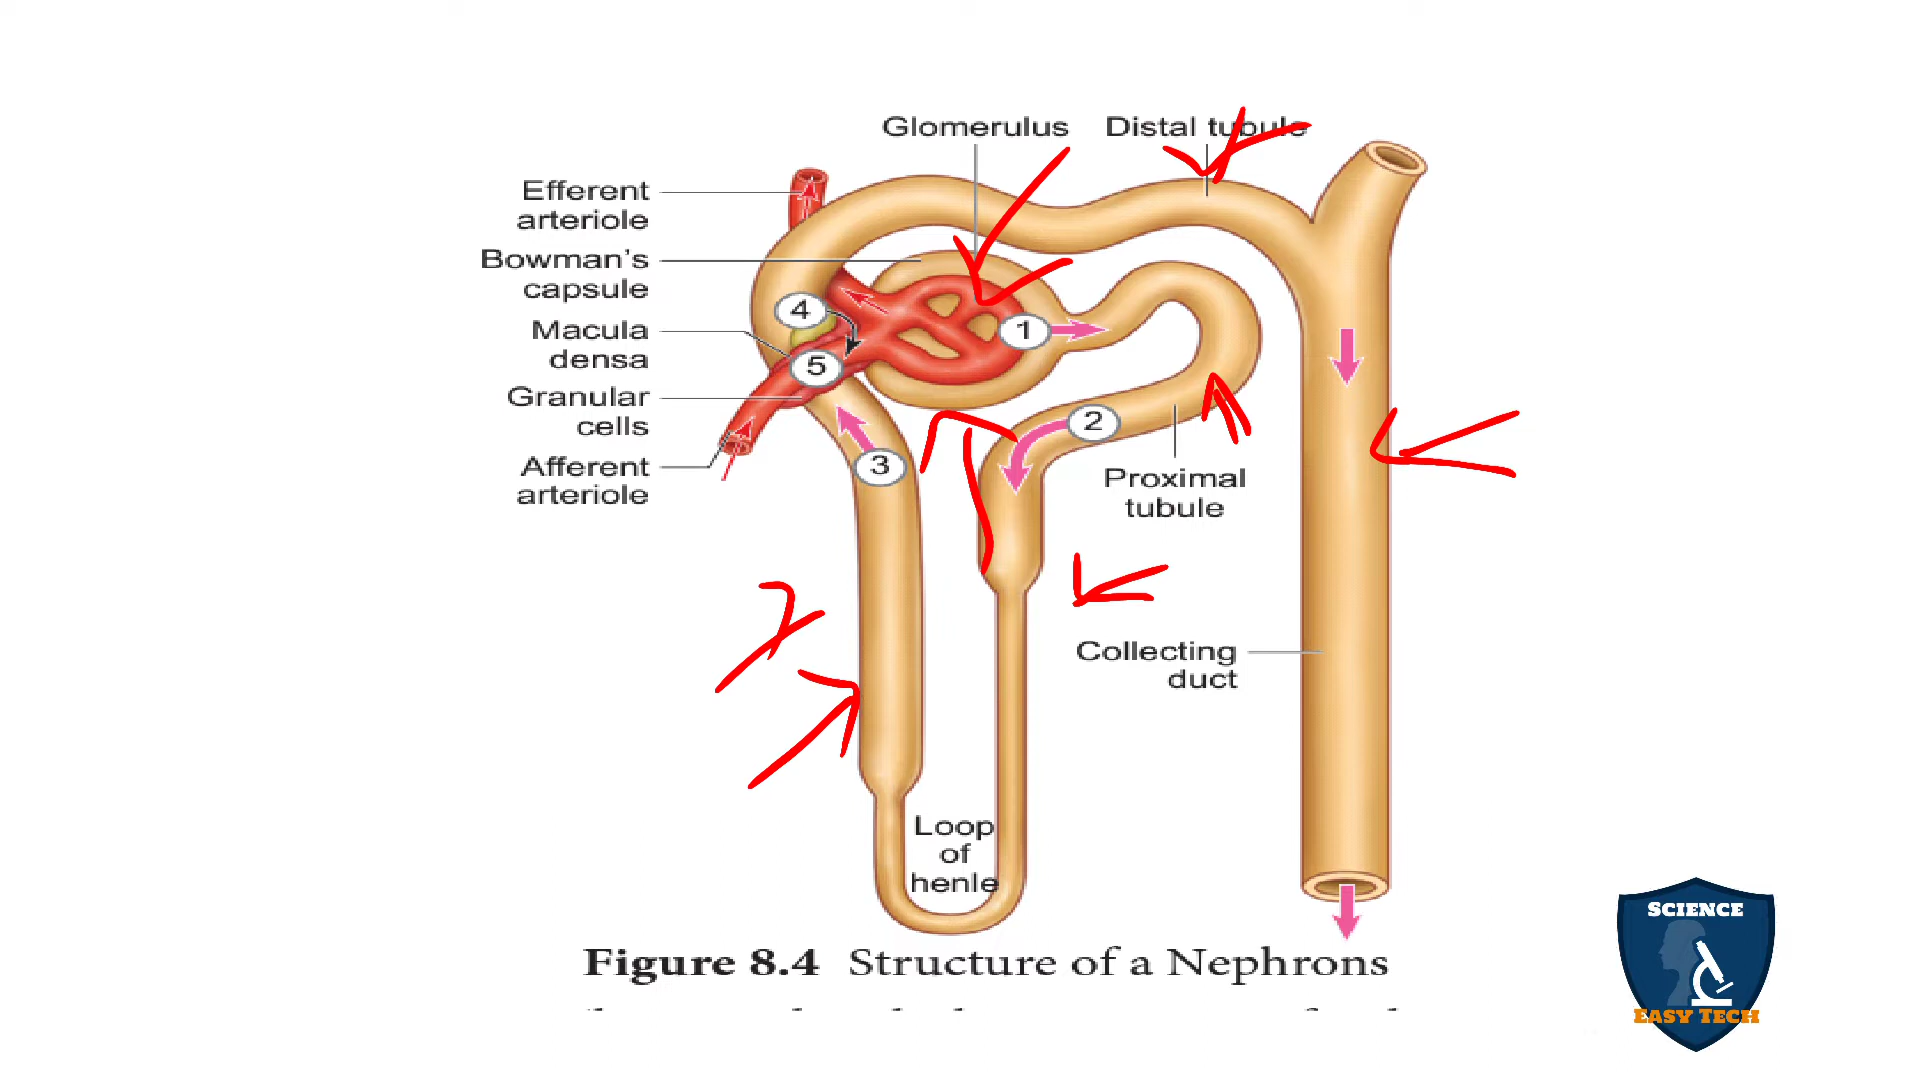 Glomerulus
Distal tubule
Efferent
arteriole
Bowman's
capsule
Macula
densa
Granular
cells
Afferent
arteriole
4
5
1
2
3
Proximal
tubule
Collecting
duct
Loop
of
henle
Figure 8.4 Structure of a Nephrons
SCIENCE
EASY TECH